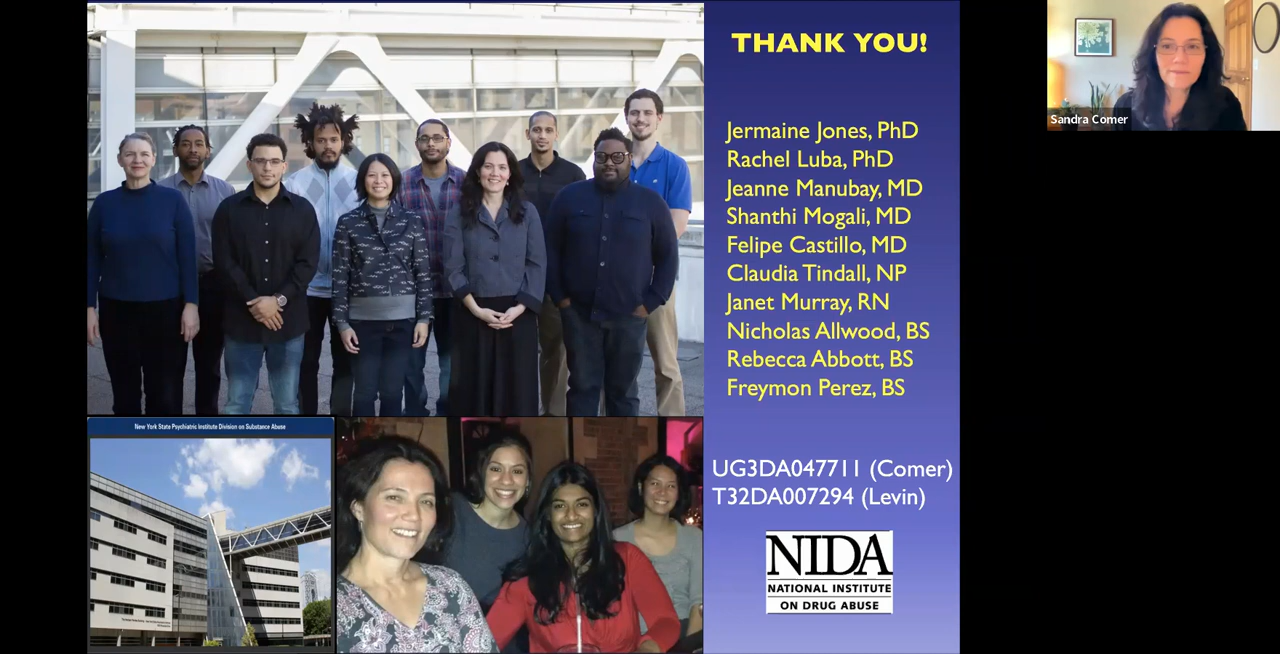 THANK YOU!
Jermaine Jones, PhD
Rachel Luba, PhD
Jeanne Manubay, MD
Shanthi Mogali, MD
Felipe Castillo, MD
Claudia Tindall, NP
Janet Murray, RN
Nicholas Allwood, BS
Rebecca Abbott, BS
Freymon Perez, BS
UG3DA047711 (Comer)
T32DA007294 (Levin)
NIDA
NATIONAL INSTITUTE
ON DRUG ABUSE
New York State Psychiatric Institute Division on Substance Abuse
Sandra Comer